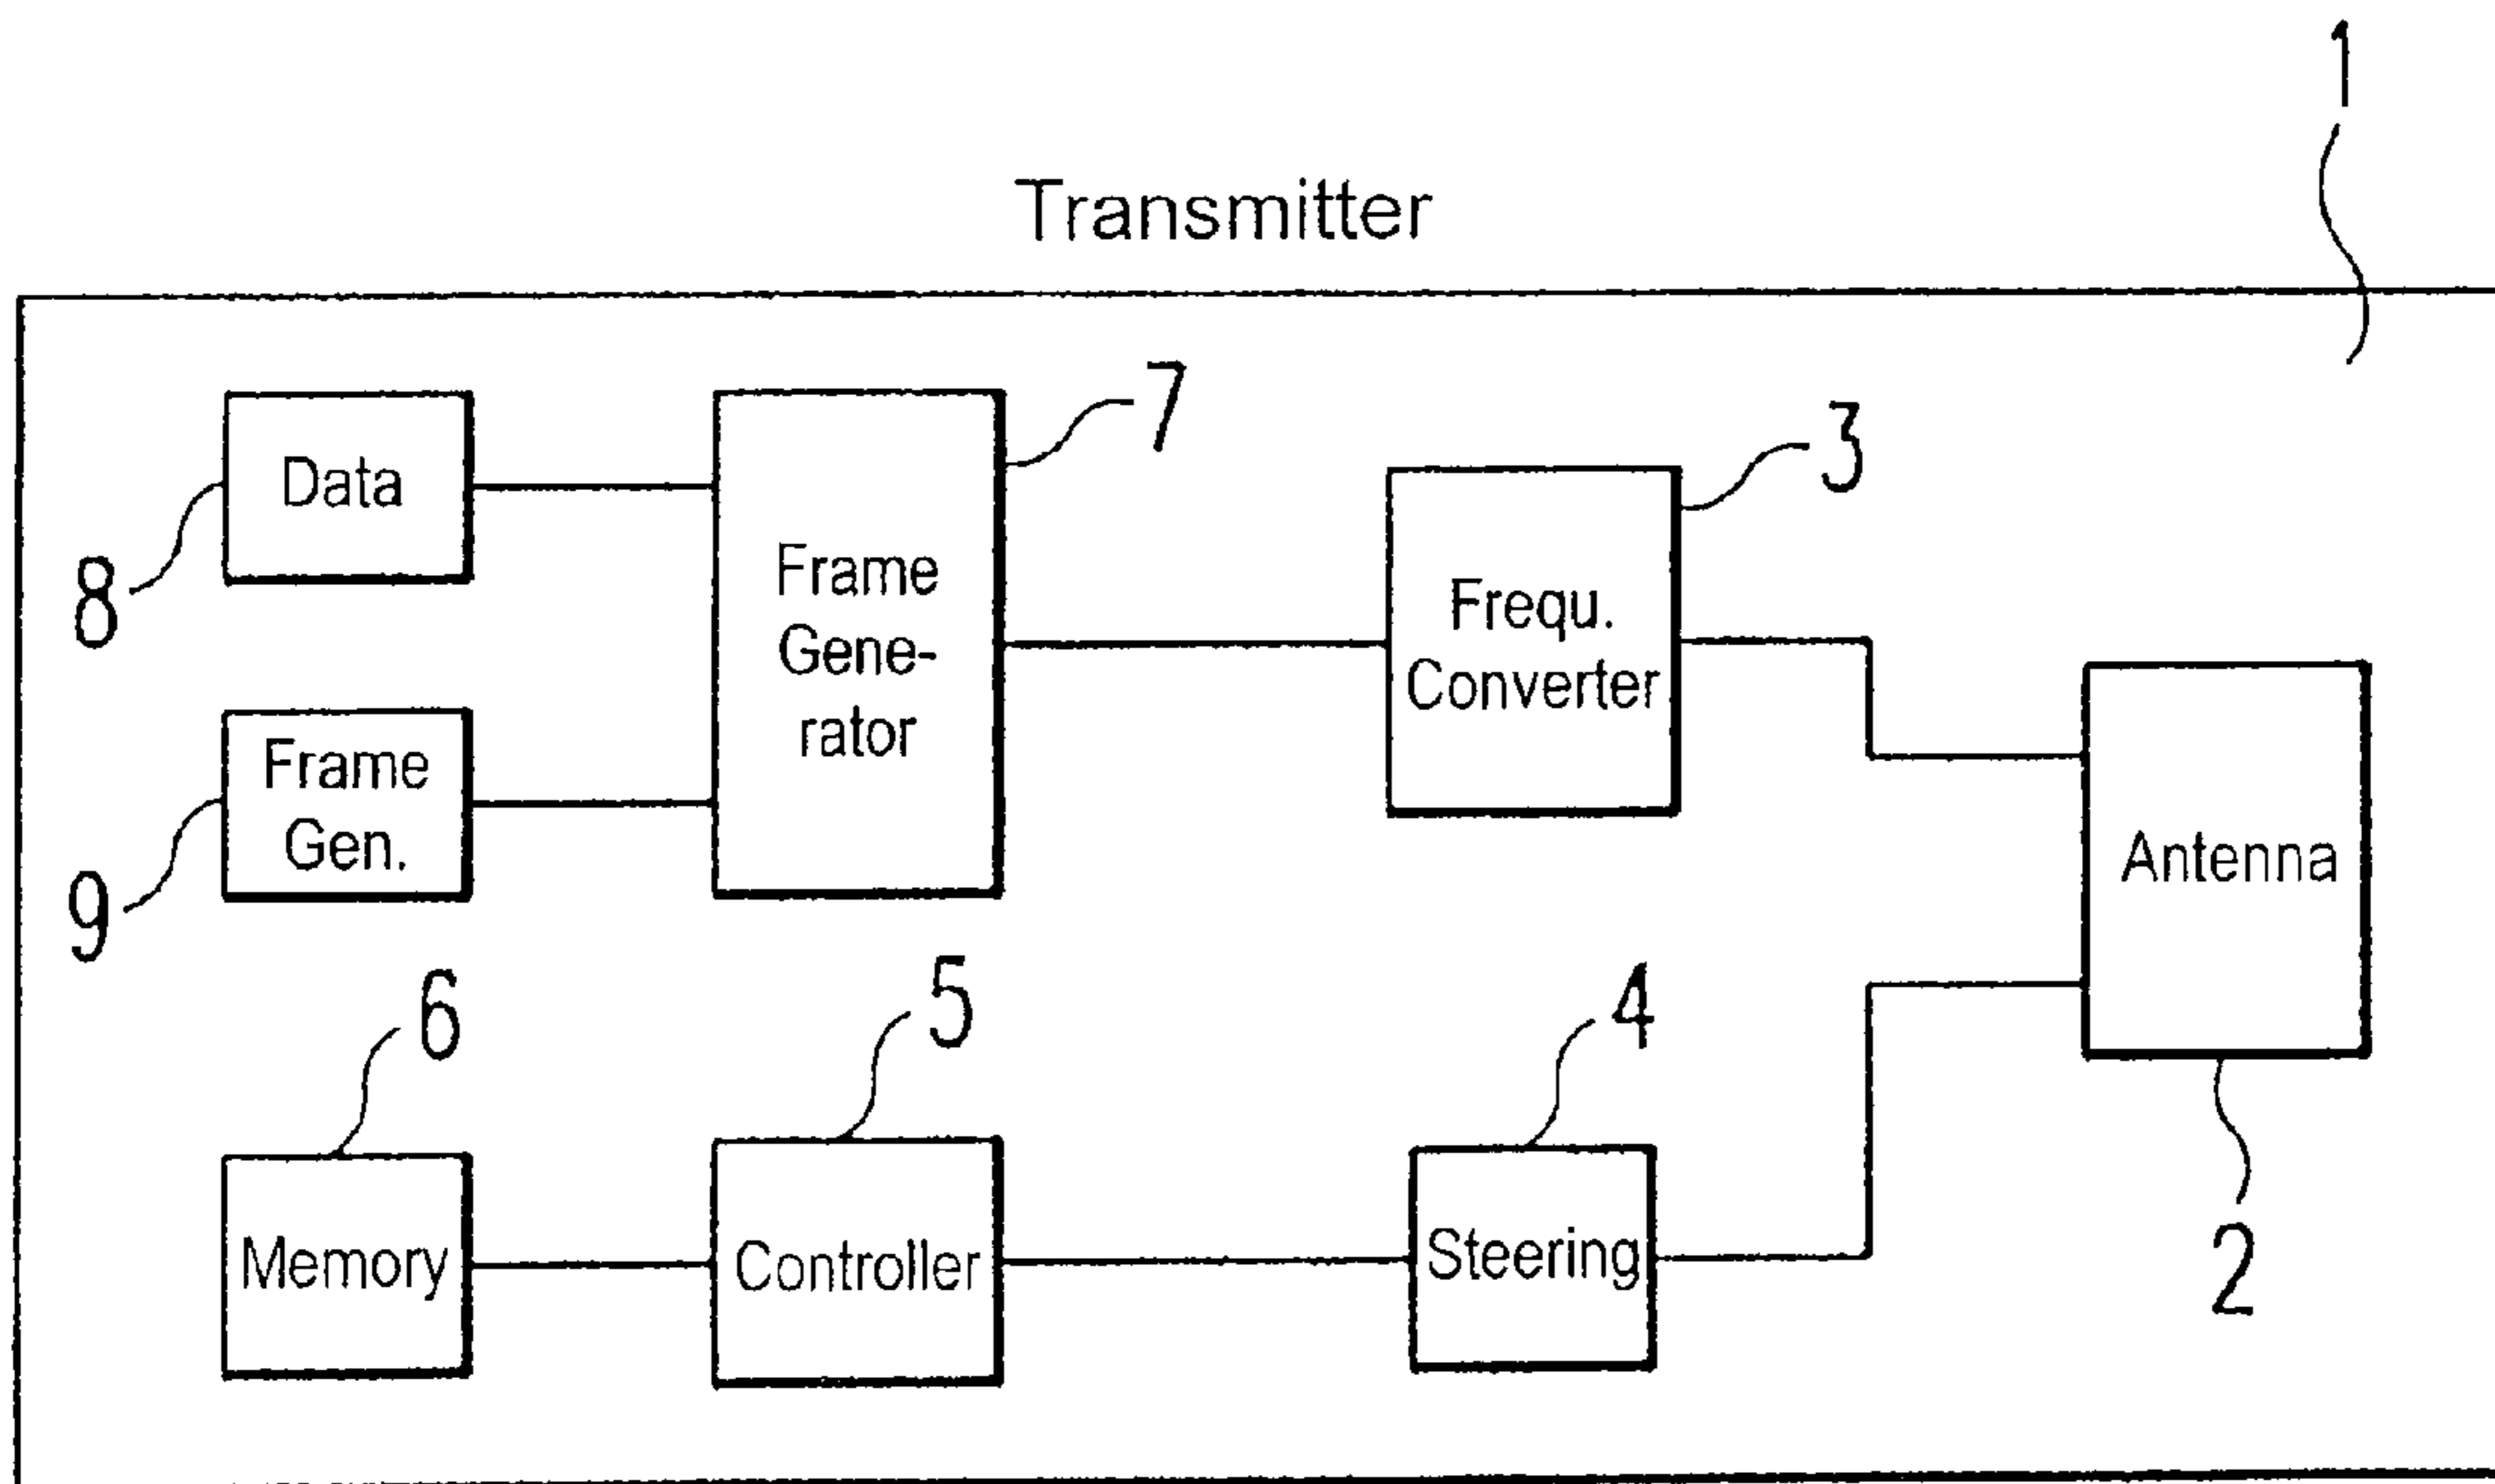 1
Transmitter
7
3
Data
8
Frame
Gene-
rator
Frequ.
Converter
Frame
Gen.
9
Antenna
6
5
4
Memory
Controller
Steering
2